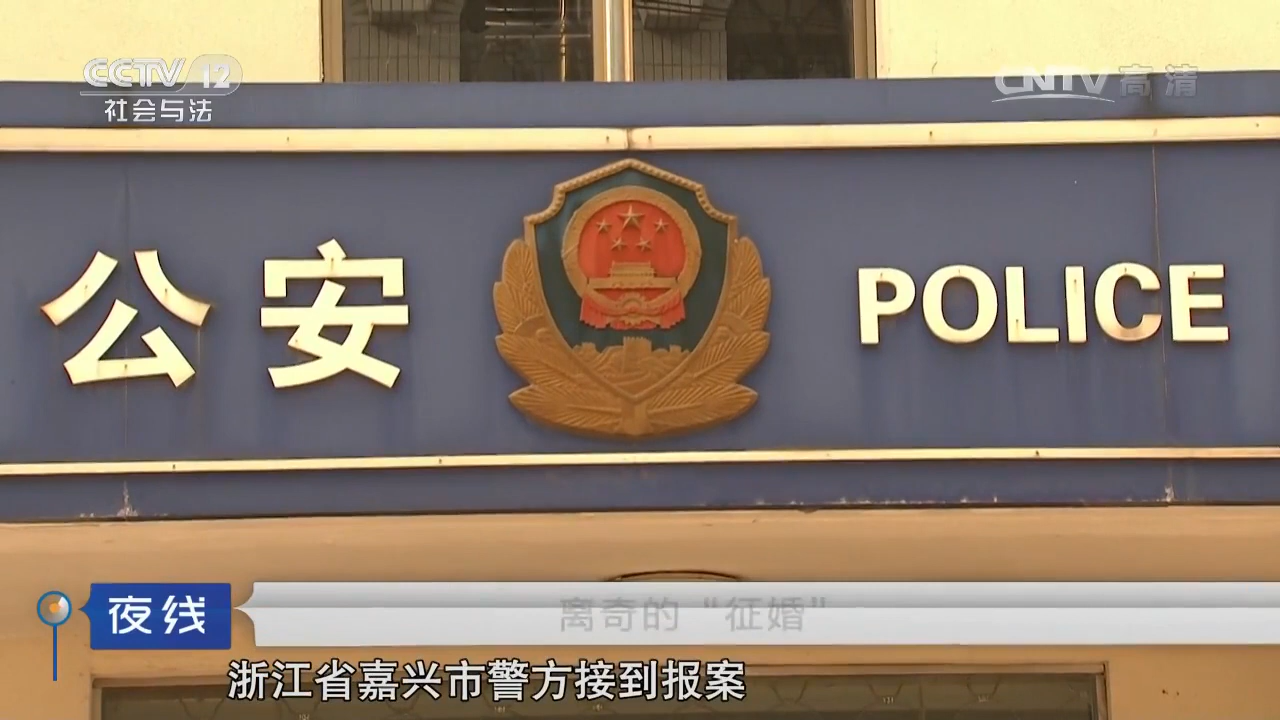 CCTV 12
社会与法
CNTV 高清
公安 POLICE
夜线
离奇的“征婚”
浙江省嘉兴市警方接到报案